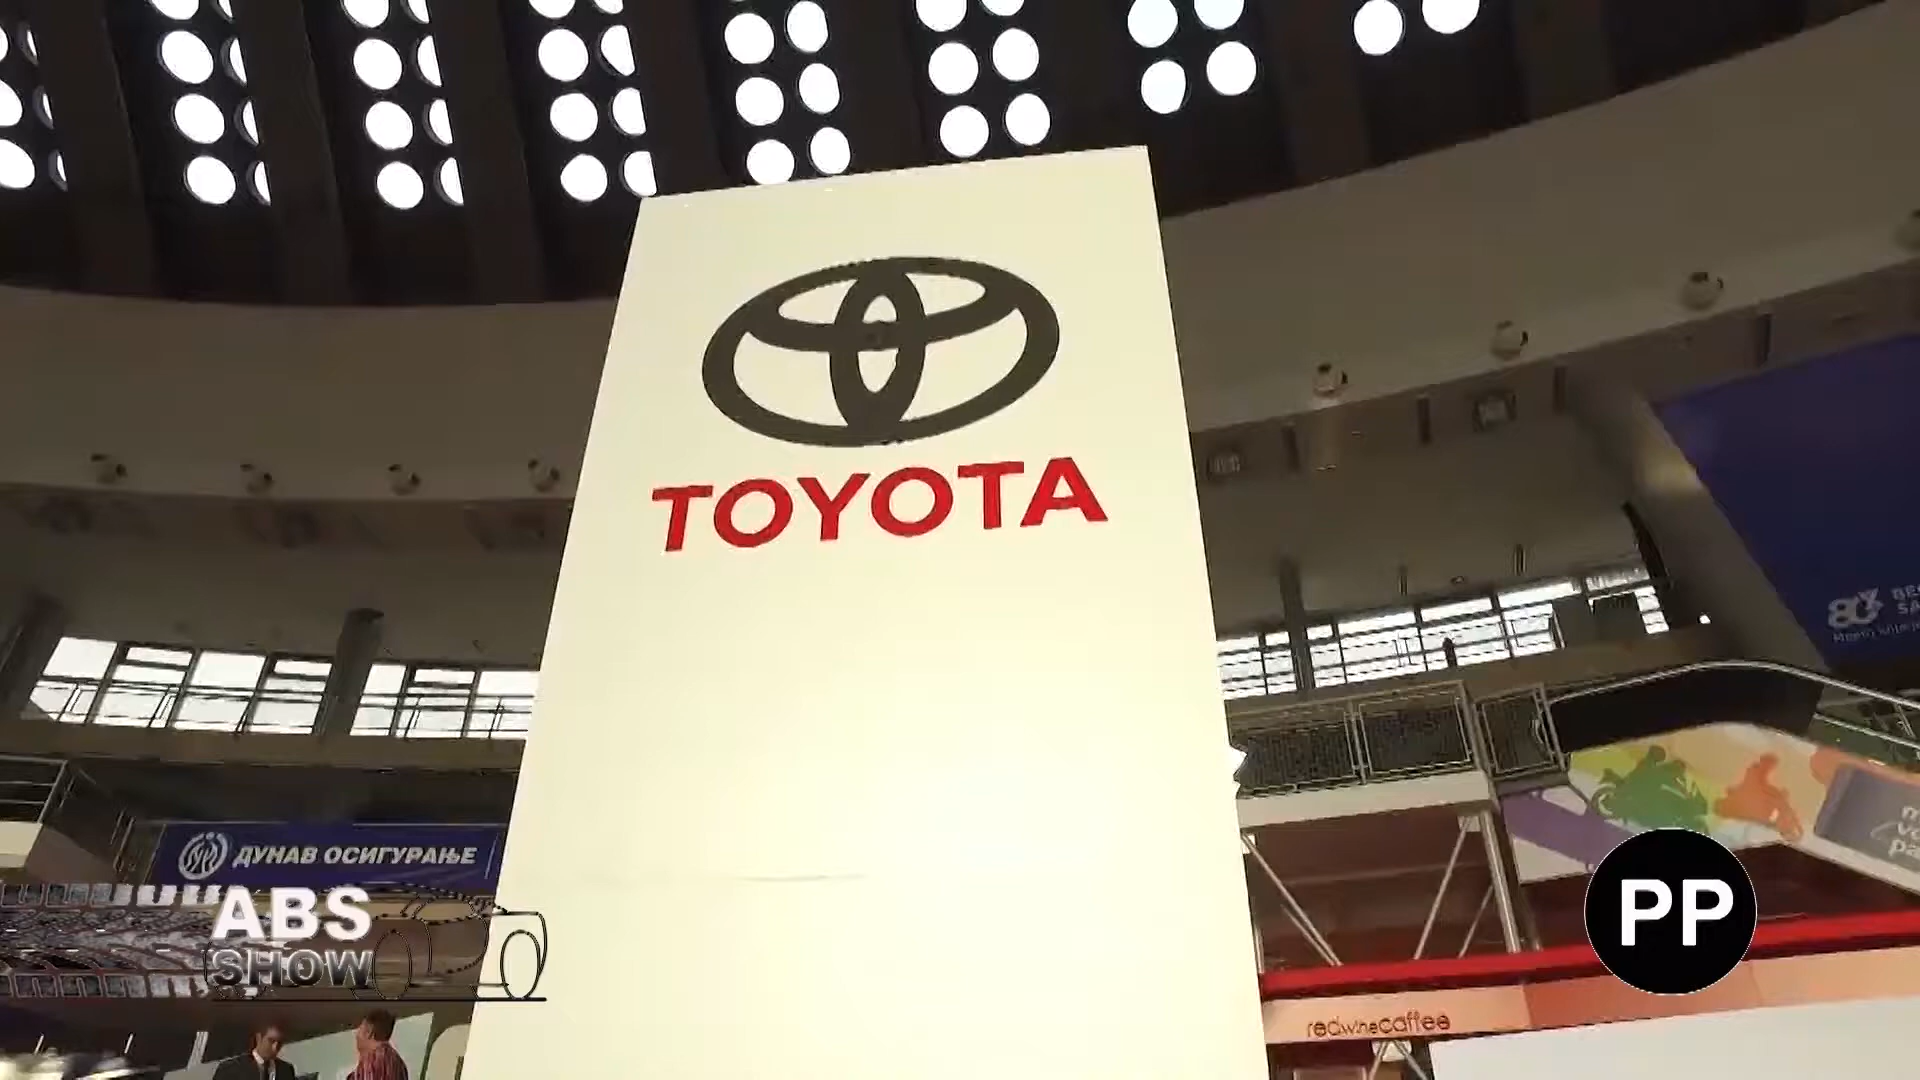 TOYOTA
ДУНАВ ОСИГУРАЊЕ
ABS
SHOW
PP
redwinecaffee